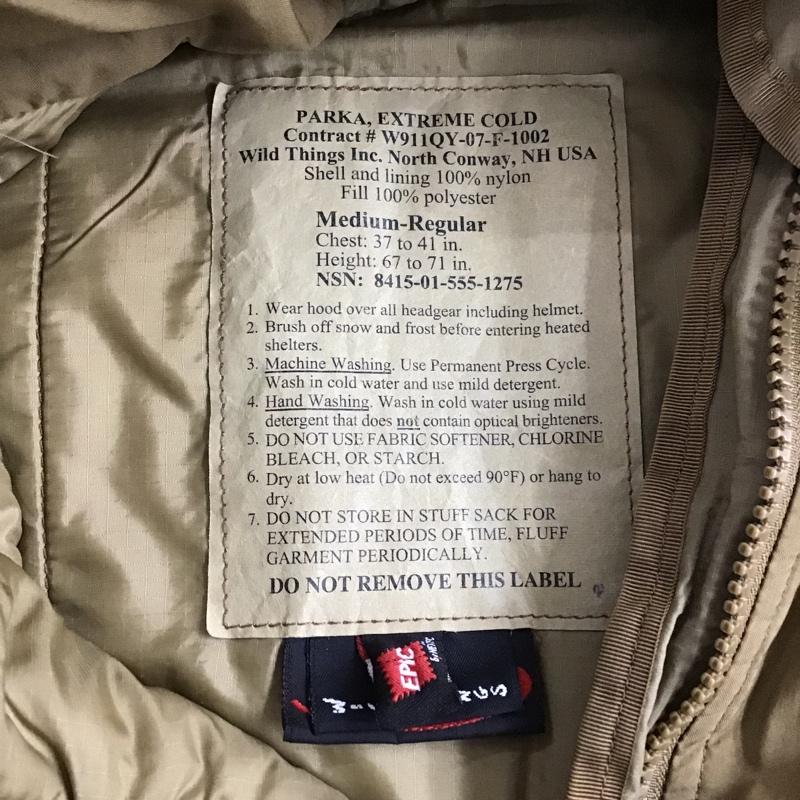 PARKA, EXTREME COLD
Contract # W911QY-07-F-1002
Wild Things Inc. North Conway, NH USA
Shell and lining 100% nylon
Fill 100% polyester
Medium-Regular
Chest: 37 to 41 in.
Height: 67 to 71 in.
NSN: 8415-01-555-1275
1. Wear hood over all headgear including helmet.
2. Brush off snow and frost before entering heated
shelters.
3. Machine Washing. Use Permanent Press Cycle.
Wash in cold water and use mild detergent.
4. Hand Washing. Wash in cold water using mild
detergent that does not contain optical brighteners.
5. DO NOT USE FABRIC SOFTENER, CHLORINE
BLEACH, OR STARCH.
6. Dry at low heat (Do not exceed 90°F) or hang to
dry.
7. DO NOT STORE IN STUFF SACK FOR
EXTENDED PERIODS OF TIME, FLUFF
GARMENT PERIODICALLY.
DO NOT REMOVE THIS LABEL
EPIC